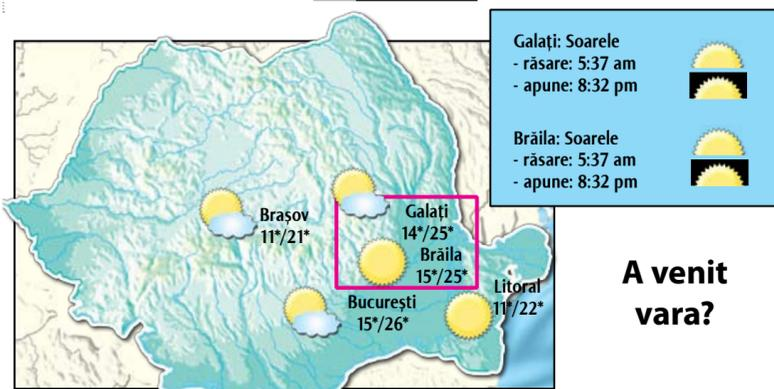 Galați: Soarele
- răsare: 5:37 am
- apune: 8:32 pm
Brăila: Soarele
- răsare: 5:37 am
- apune: 8:32 pm
Brașov
11*/21*
Galați
14*/25*
Brăila
15*/25*
București
15*/26*
Litoral
11*/22*
A venit
vara?